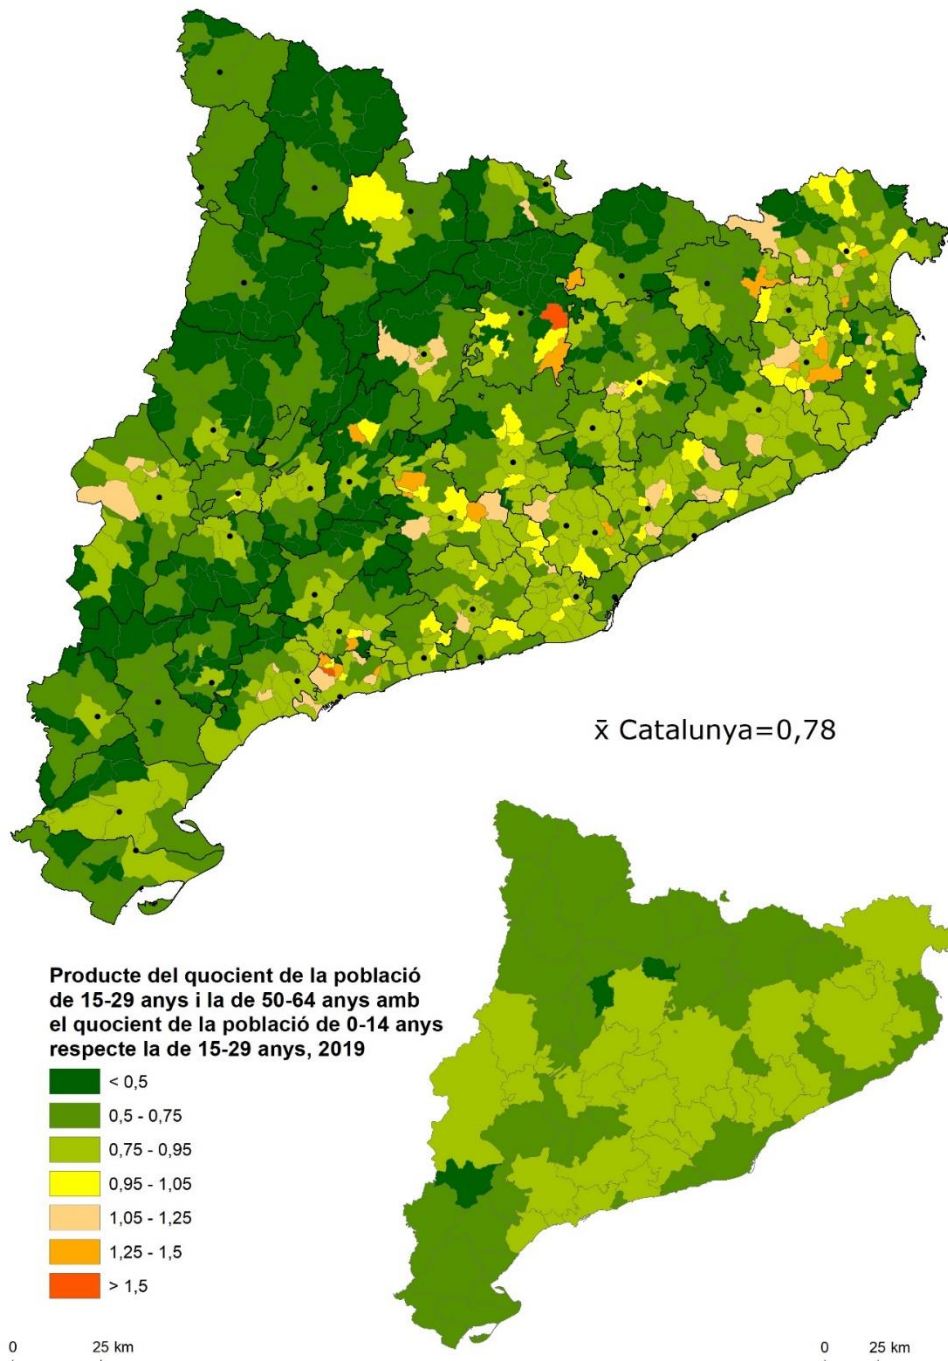 x̄ Catalunya=0,78
Producte del quocient de la població
de 15-29 anys i la de 50-64 anys amb
el quocient de la població de 0-14 anys
respecte la de 15-29 anys, 2019
< 0,5
0,5 - 0,75
0,75 - 0,95
0,95 - 1,05
1,05 - 1,25
1,25 - 1,5
> 1,5
0 25 km
0 25 km